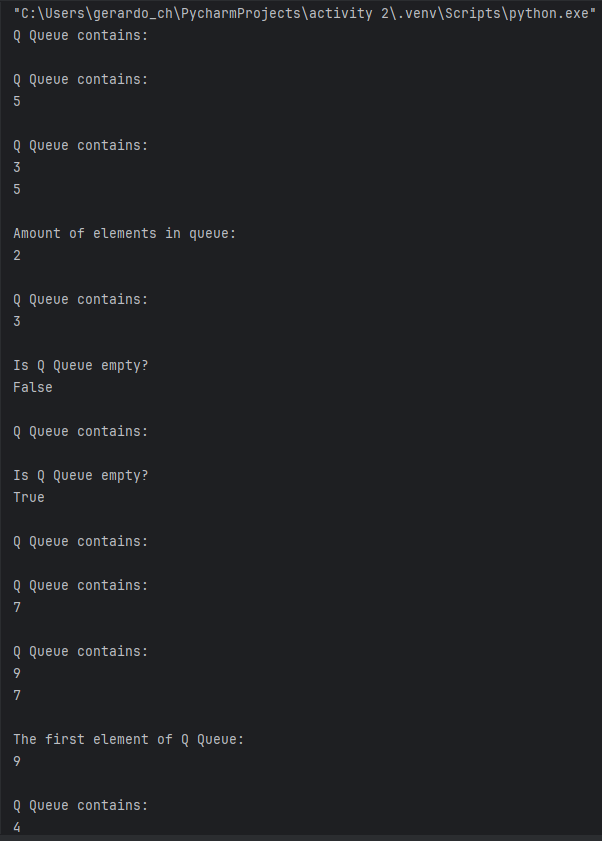 "C:\Users\gerardo_ch\PycharmProjects\activity 2\.venv\Scripts\python.exe"
Q Queue contains:
Q Queue contains:
5
Q Queue contains:
3
5
Amount of elements in queue:
2
Q Queue contains:
3
Is Q Queue empty?
False
Q Queue contains:
Is Q Queue empty?
True
Q Queue contains:
Q Queue contains:
7
Q Queue contains:
9
7
The first element of Q Queue:
9
Q Queue contains:
4